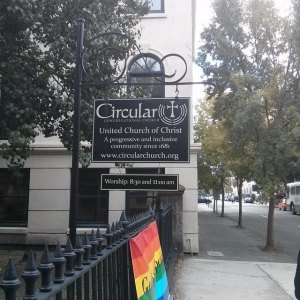 Circular
CONGREGATIONAL CHURCH
United Church of Christ
A progressive and inclusive
community since 1681
www.circularchurch.org
Worship: 8:30 and 11:00 am